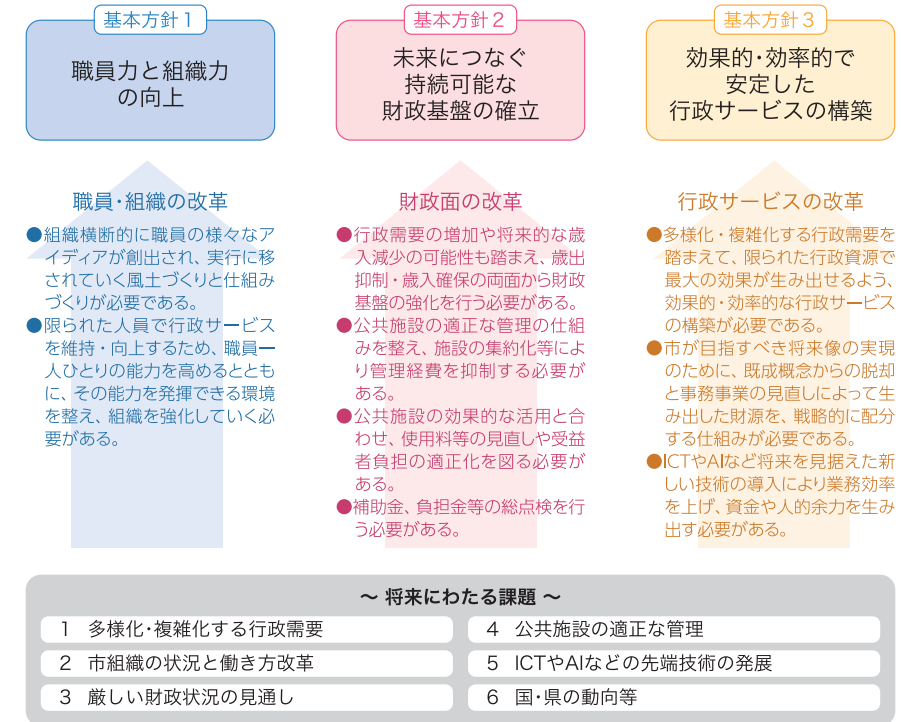 基本方針1
職員力と組織力
の向上
職員・組織の改革
●組織横断的に職員の様々なア
イディアが創出され、実行に移
されていく風土づくりと仕組み
づくりが必要である。
●限られた人員で行政サービス
を維持・向上するため、職員一
人ひとりの能力を高めるととも
に、その能力を発揮できる環境
を整え、組織を強化していく必
要がある。
基本方針2
未来につなぐ
持続可能な
財政基盤の確立
財政面の改革
●行政需要の増加や将来的な歳
入減少の可能性も踏まえ、歳出
抑制・歳入確保の両面から財政
基盤の強化を行う必要がある。
●公共施設の適正な管理の仕組
みを整え、施設の集約化等によ
り管理経費を抑制する必要が
ある。
●公共施設の効果的な活用と合
わせ、使用料等の見直しや受益
者負担の適正化を図る必要が
ある。
●補助金、負担金等の総点検を行
う必要がある。
基本方針3
効果的・効率的で
安定した
行政サービスの構築
行政サービスの改革
●多様化・複雑化する行政需要を
踏まえて、限られた行政資源で
最大の効果が生み出せるよう、
効果的・効率的な行政サービス
の構築が必要である。
●市が目指すべき将来像の実現
のために、既成概念からの脱却
と事務事業の見直しによって生
み出した財源を、戦略的に配分
する仕組みが必要である。
●ICTやAIなど将来を見据えた新
しい技術の導入により業務効率
を上げ、資金や人的余力を生み
出す必要がある。
～ 将来にわたる課題 ～
1 多様化・複雑化する行政需要
2 市組織の状況と働き方改革
3 厳しい財政状況の見通し
4 公共施設の適正な管理
5 ICTやAIなどの先端技術の発展
6 国・県の動向等